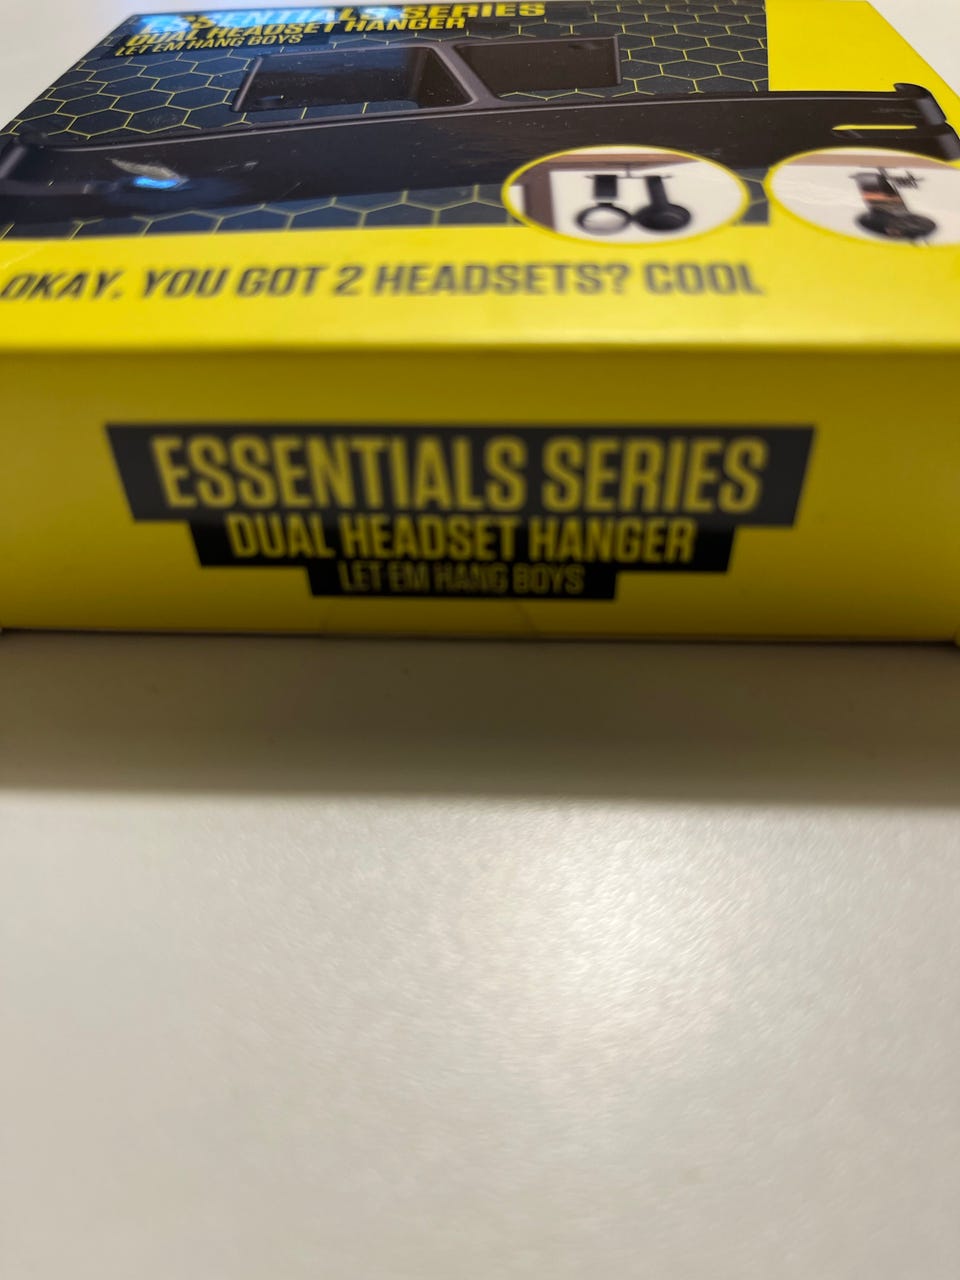 ESSENTIALS SERIES
DUAL HEADSET HANGER
LET EM HANG BOYS
OKAY. YOU GOT 2 HEADSETS? COOL
ESSENTIALS SERIES
DUAL HEADSET HANGER
LET EM HANG BOYS